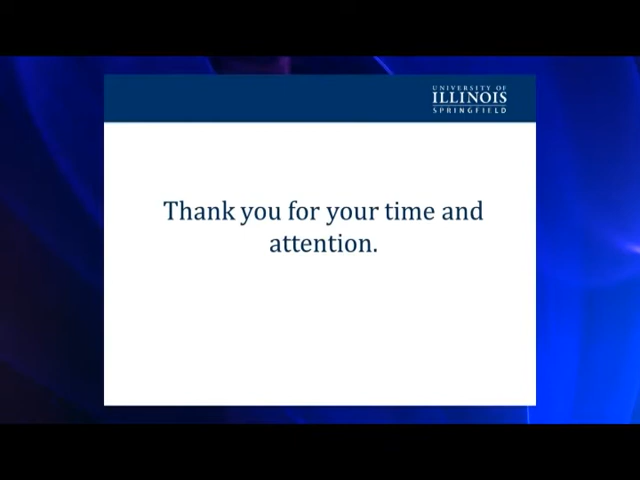 UNIVERSITY OF
ILLINOIS
SPRINGFIELD
Thank you for your time and
attention.